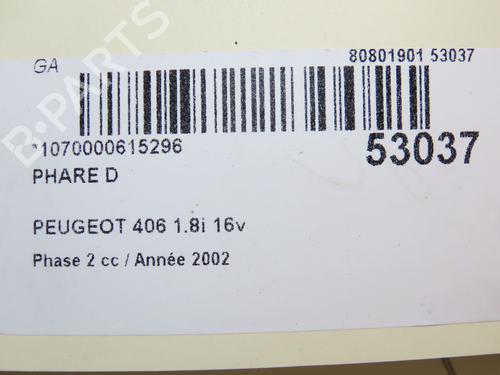 GA 80801901 53037
*1070000615296 53037
PHARE D
PEUGEOT 406 1.8i 16v
Phase 2 cc / Année 2002
B-PARTS